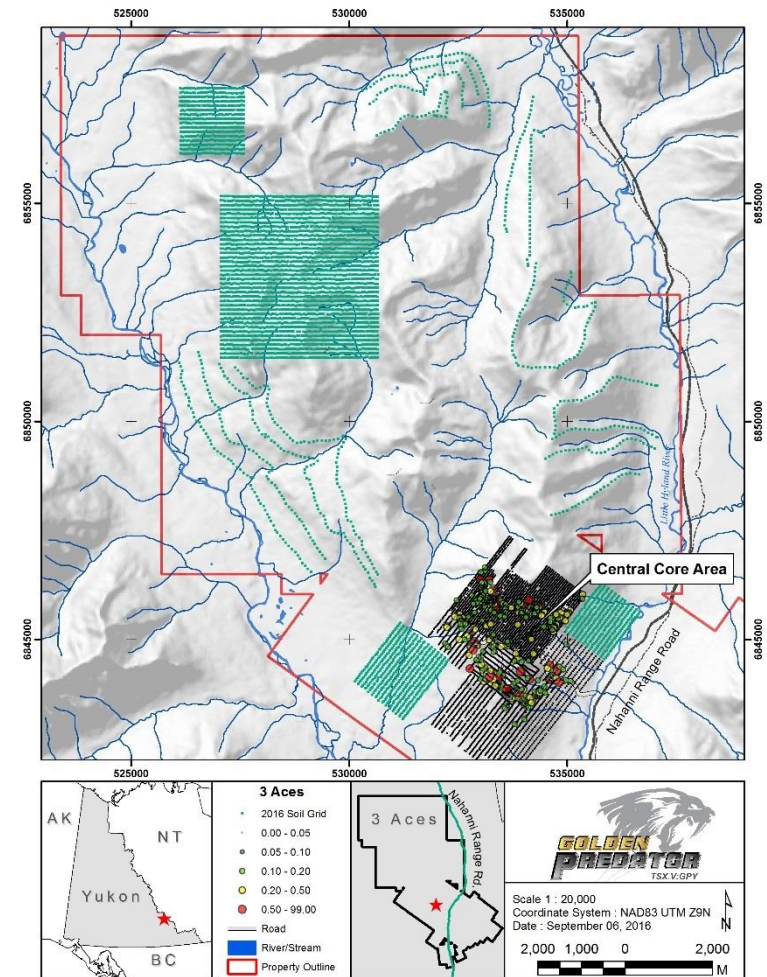 525000 530000 535000
6855000
6855000
6850000
6850000
6845000
6845000
Little Hyland River
Central Core Area
Nahanni Range Road
525000 530000 535000
AK
NT
Yukon
BC
3 Aces
2016 Soil Grid
0.00 - 0.05
0.05 - 0.10
0.10 - 0.20
0.20 - 0.50
0.50 - 99.00
Road
River/Stream
Property Outline
3 Aces
Nahanni Range Rd.
GOLDEN
PREDATOR
TSX.V:GPY
Scale 1 : 20,000
Coordinate System : NAD83 UTM Z9N
Date : September 06, 2016
N
2,000 1,000 0 2,000
M